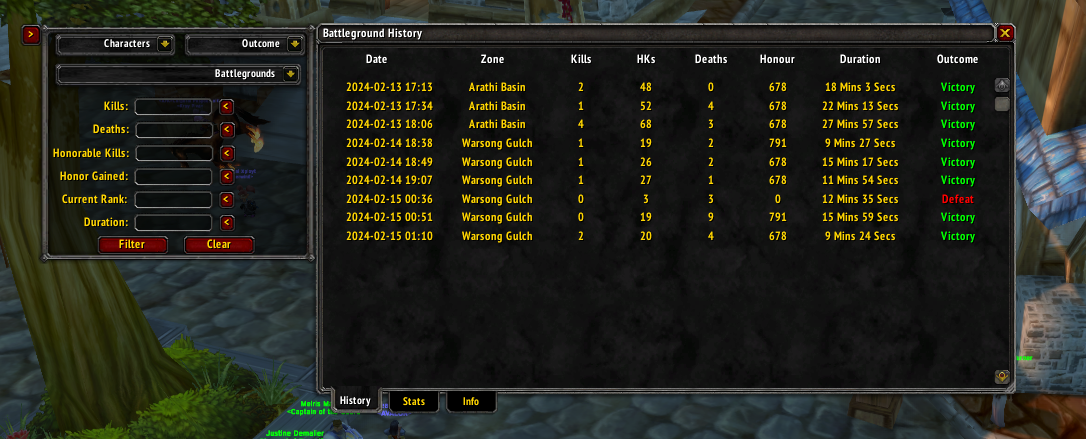 Battleground History
Characters Outcome
Battlegrounds
Kills:
Deaths:
Honorable Kills:
Honor Gained:
Current Rank:
Duration:
Filter Clear
Date Zone Kills HKs Deaths Honour Duration Outcome
2024-02-13 17:13 Arathi Basin 2 48 0 678 18 Mins 3 Secs Victory
2024-02-13 17:34 Arathi Basin 1 52 4 678 22 Mins 13 Secs Victory
2024-02-13 18:06 Arathi Basin 4 68 3 678 27 Mins 57 Secs Victory
2024-02-14 18:38 Warsong Gulch 1 19 2 791 9 Mins 27 Secs Victory
2024-02-14 18:49 Warsong Gulch 1 26 2 678 15 Mins 17 Secs Victory
2024-02-14 19:07 Warsong Gulch 1 27 1 678 11 Mins 54 Secs Victory
2024-02-15 00:36 Warsong Gulch 0 3 3 0 12 Mins 35 Secs Defeat
2024-02-15 00:51 Warsong Gulch 0 19 9 791 15 Mins 59 Secs Victory
2024-02-15 01:10 Warsong Gulch 2 20 4 678 9 Mins 24 Secs Victory
History Stats Info
<Captain of
Justine Demalier